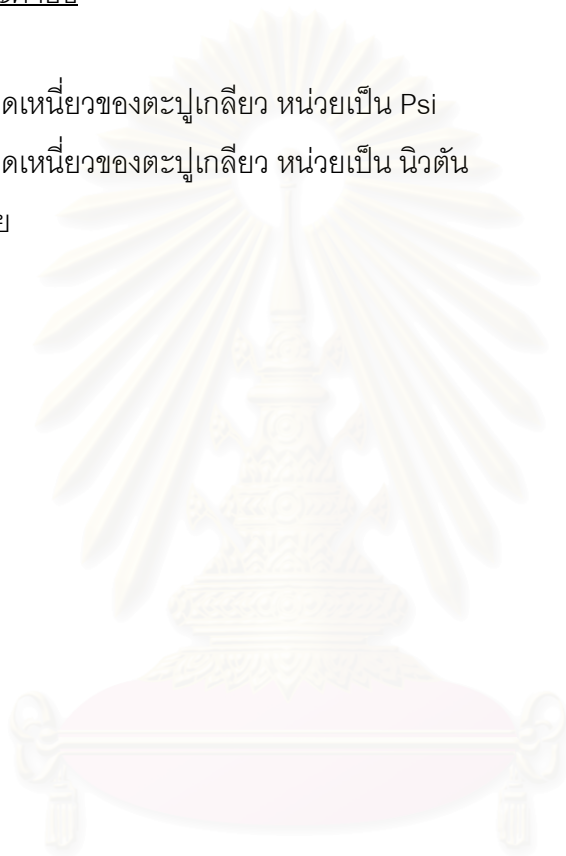 ดเหนี่ยวของตะปูเกลียว หน่วยเป็น Psi
ดเหนี่ยวของตะปูเกลียว หน่วยเป็น นิวตัน
ย